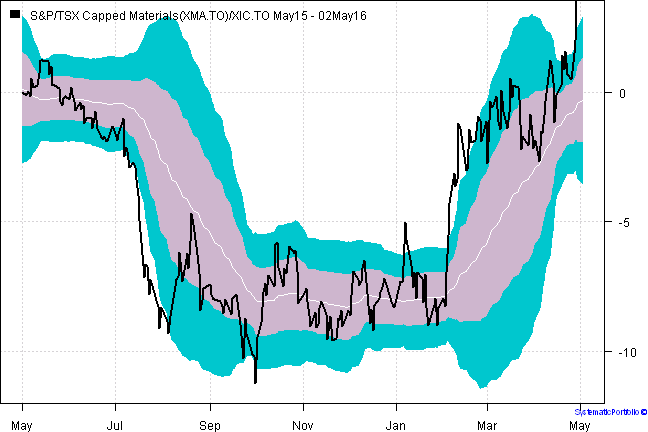 S&P/TSX Capped Materials(XMA.TO)/XIC.TO May15 - 02May16
0
-5
-10
May Jul Sep Nov Jan Mar May
SystematicPortfolio ©